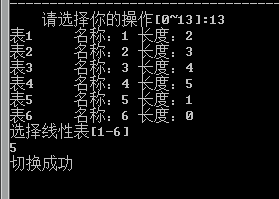 请选择你的操作[0~13]:13
表1 名称：1 长度：2
表2 名称：2 长度：3
表3 名称：3 长度：4
表4 名称：4 长度：5
表5 名称：5 长度：1
表6 名称：6 长度：0
选择线性表[1-6]
5
切换成功